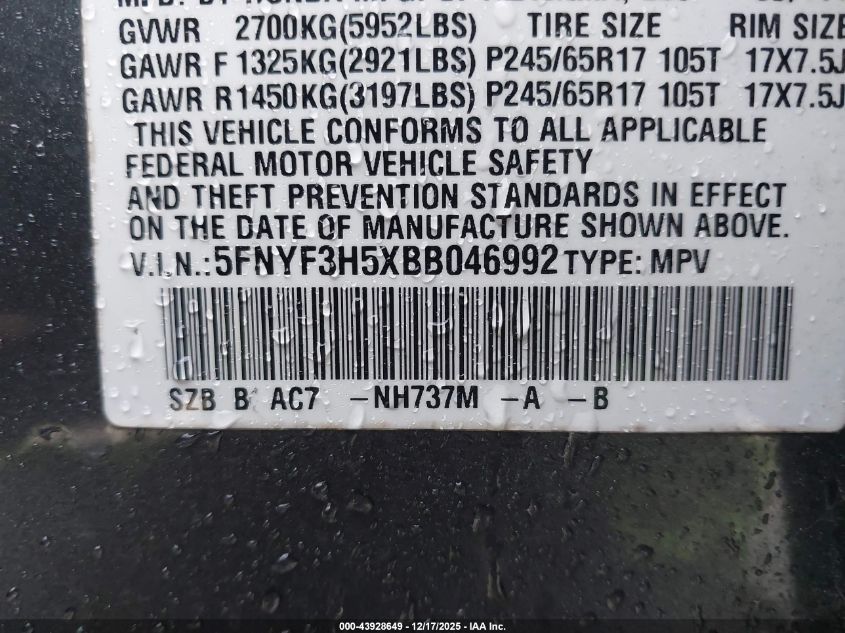 GVWR 2700KG(5952LBS) TIRE SIZE RIM SIZE
GAWR F 1325KG(2921LBS) P245/65R17 105T 17X7.5J
GAWR R 1450KG(3197LBS) P245/65R17 105T 17X7.5J
THIS VEHICLE CONFORMS TO ALL APPLICABLE
FEDERAL MOTOR VEHICLE SAFETY
AND THEFT PREVENTION STANDARDS IN EFFECT
ON THE DATE OF MANUFACTURE SHOWN ABOVE.
V.I.N.: 5FNYF3H5XBB046992 TYPE: MPV
SZB B AC7 -NH737M -A -B
000-43928649 - 12/17/2025 - IAA Inc.